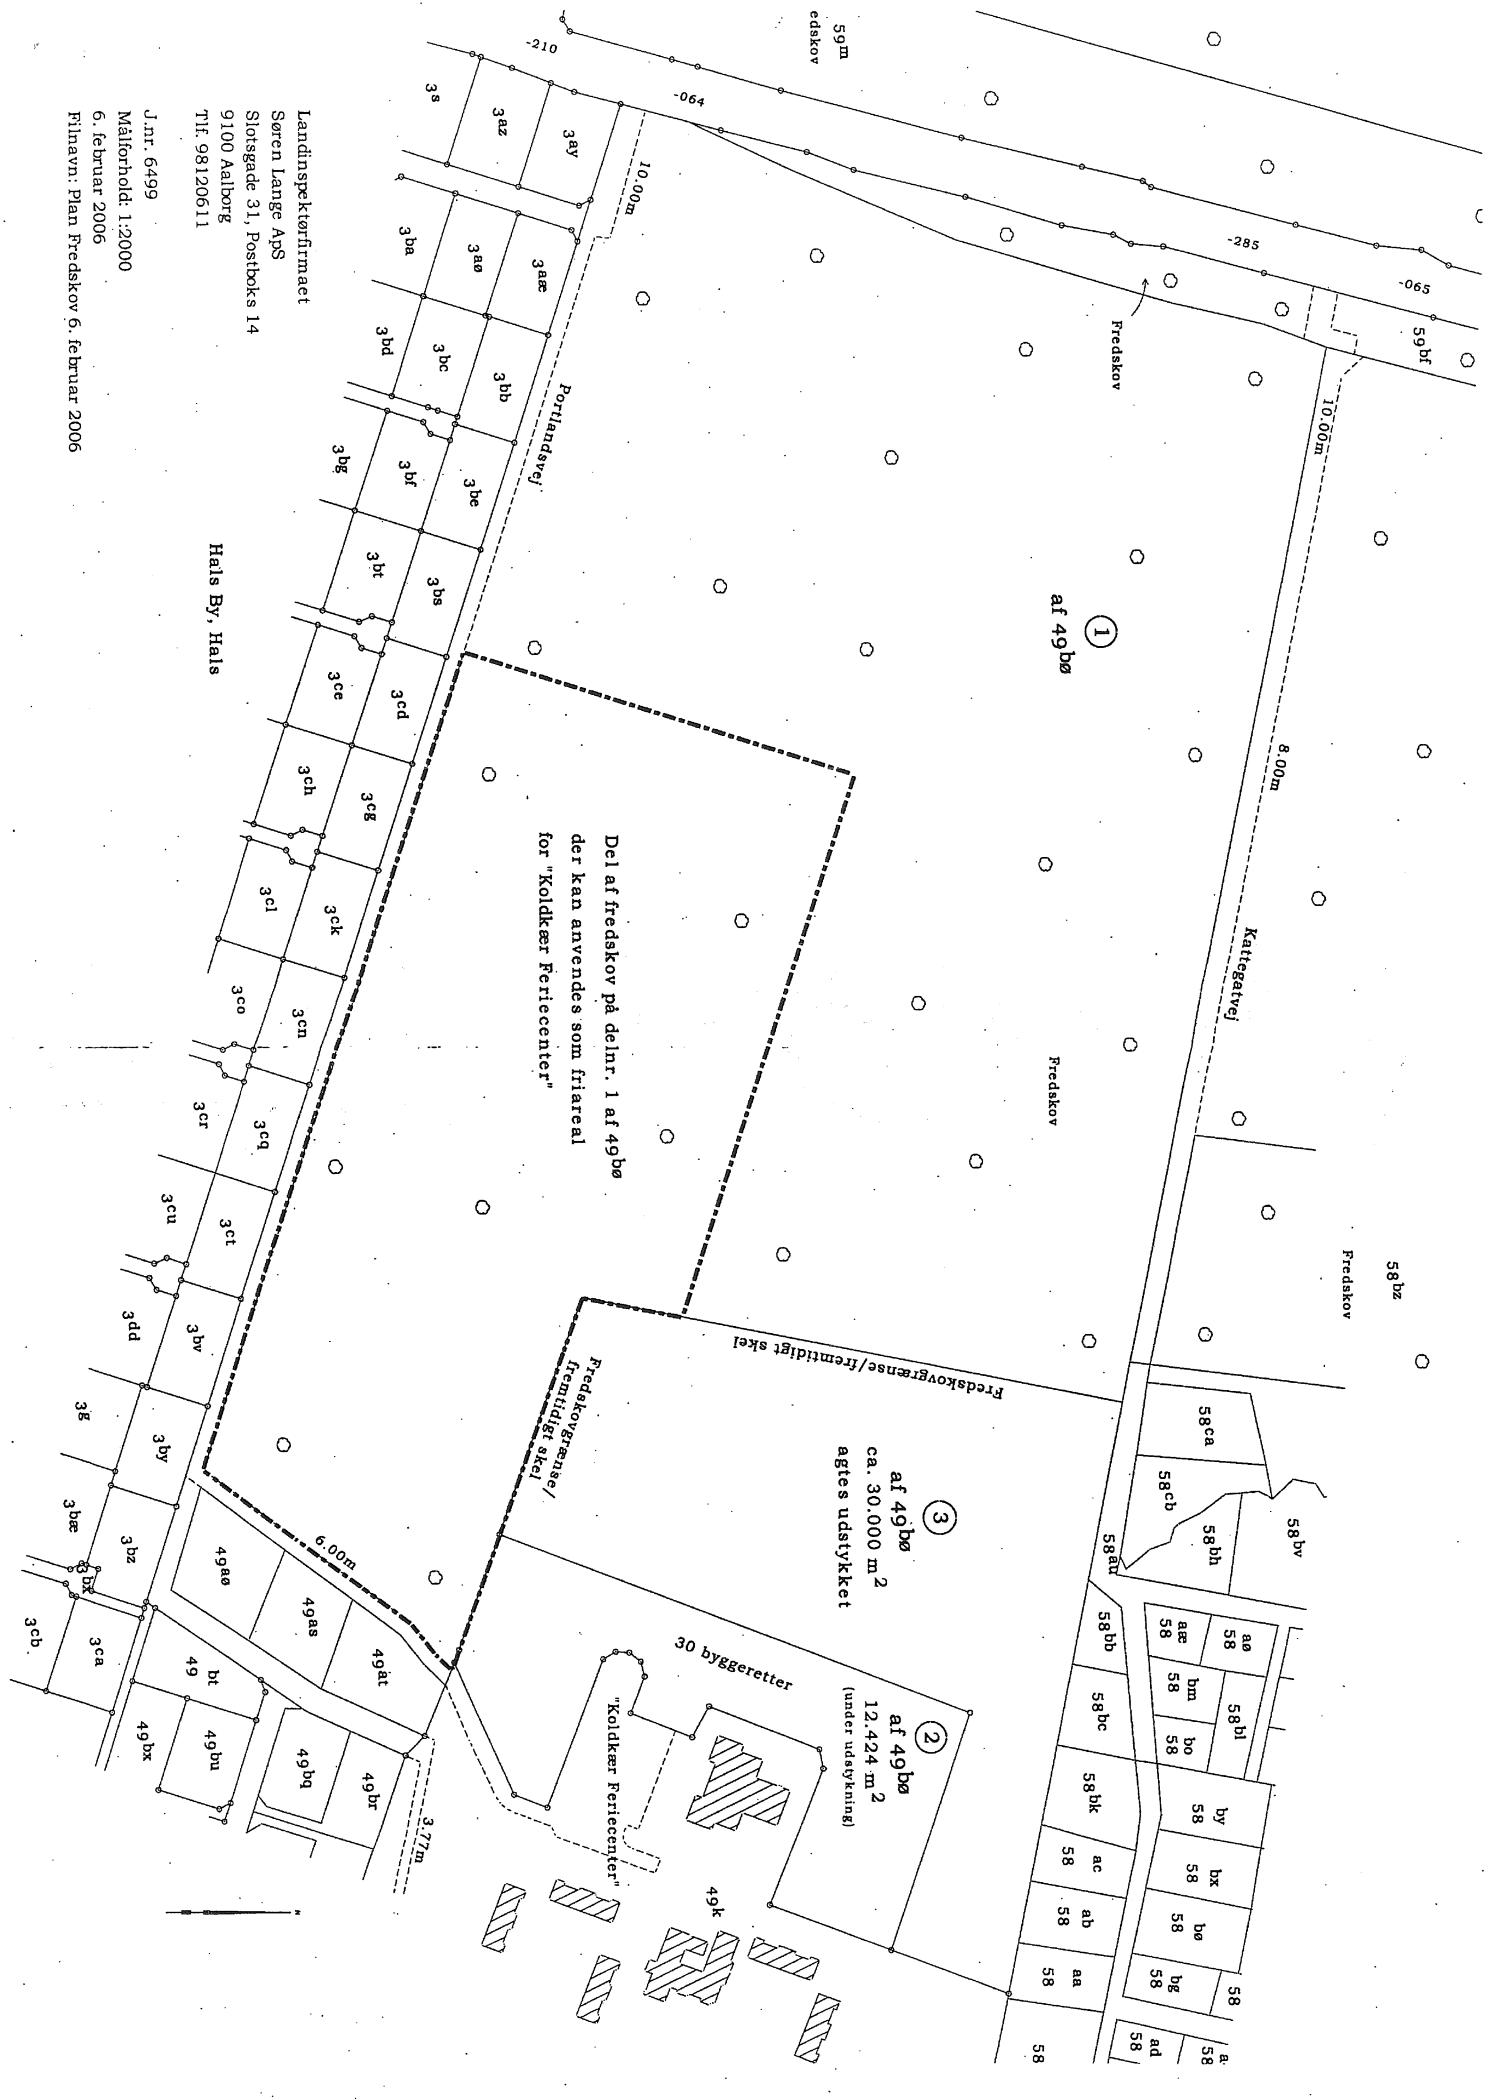 59m
edskov
-210
-064
-285
-065
59bf
Fredskov
10.00m
10.00m
8.00m
Portlandsvej
Kattegatvej
1
af 49bø
Fredskov
58bz
Fredskov
Del af fredskov på delnr. 1 af 49bø
der kan anvendes som friareal
for "Koldkær Feriecenter"
Fredskovgrænse/fremtidigt skel
Fredskovgrænse/
fremtidigt skel
3
af 49bø
ca. 30.000 m2
agtes udstykket
30 byggeretter
2
af 49bø
12.424 m2
(under udstykning)
"Koldkær Feriecenter"
49k
6.00m
3.77m
3s
3az
3ay
3ba
3aø
3aæ
3bd
3bc
3bb
3bg
3bf
3be
3bt
3bs
3ce
3cd
3ch
3cg
3cl
3ck
3co
3cn
3cr
3cq
3cu
3ct
3dd
3bv
3g
3by
3bæ
3bz
3bx
3cb
3ca
49aø
49as
49at
bt
49
49bx
49bu
49bq
49br
58ca
58cb
58bh
58bv
58au
58bb
58bc
58bk
ac
58
ab
58
aa
58
58
aæ
58
aø
58
bm
58
bo
58
58bl
by
58
bx
58
bø
58
bg
58
58
ad
58
a
58
N
Landinspektørfirmaet
Søren Lange ApS
Slotsgade 31, Postboks 14
9100 Aalborg
Tlf. 98120611
J.nr. 6499
Målforhold: 1:2000
6. februar 2006
Filnavn: Plan Fredskov 6. februar 2006
Hals By, Hals